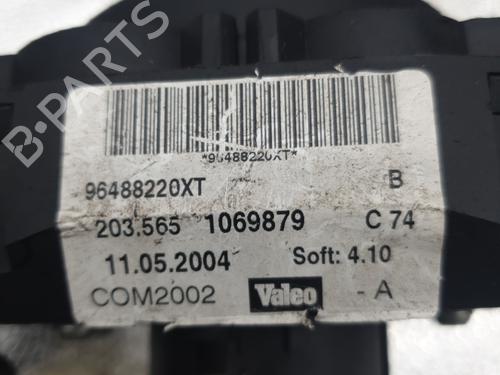 *96488220XT*
96488220XT B
203.565 1069879 C 74
11.05.2004 Soft: 4.10
COM2002 Valeo - A
B-PARTS